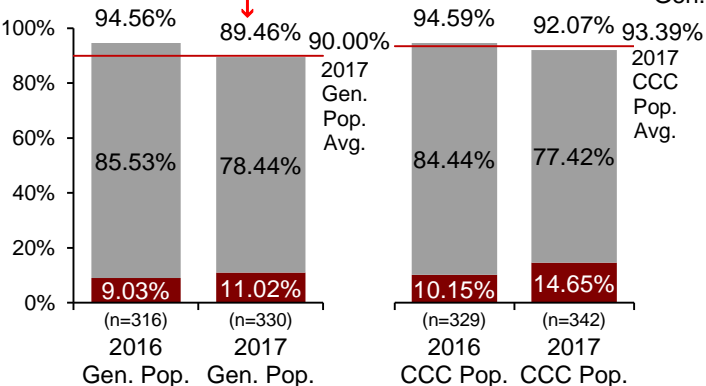 Gen.
94.56%
89.46%
90.00%
2017
Gen.
Pop.
Avg.
94.59%
92.07%
93.39%
2017
CCC
Pop.
Avg.
100%
80%
60%
40%
20%
0%
85.53%
78.44%
84.44%
77.42%
9.03%
11.02%
10.15%
14.65%
(n=316)
(n=330)
(n=329)
(n=342)
2016
Gen. Pop.
2017
Gen. Pop.
2016
CCC Pop.
2017
CCC Pop.